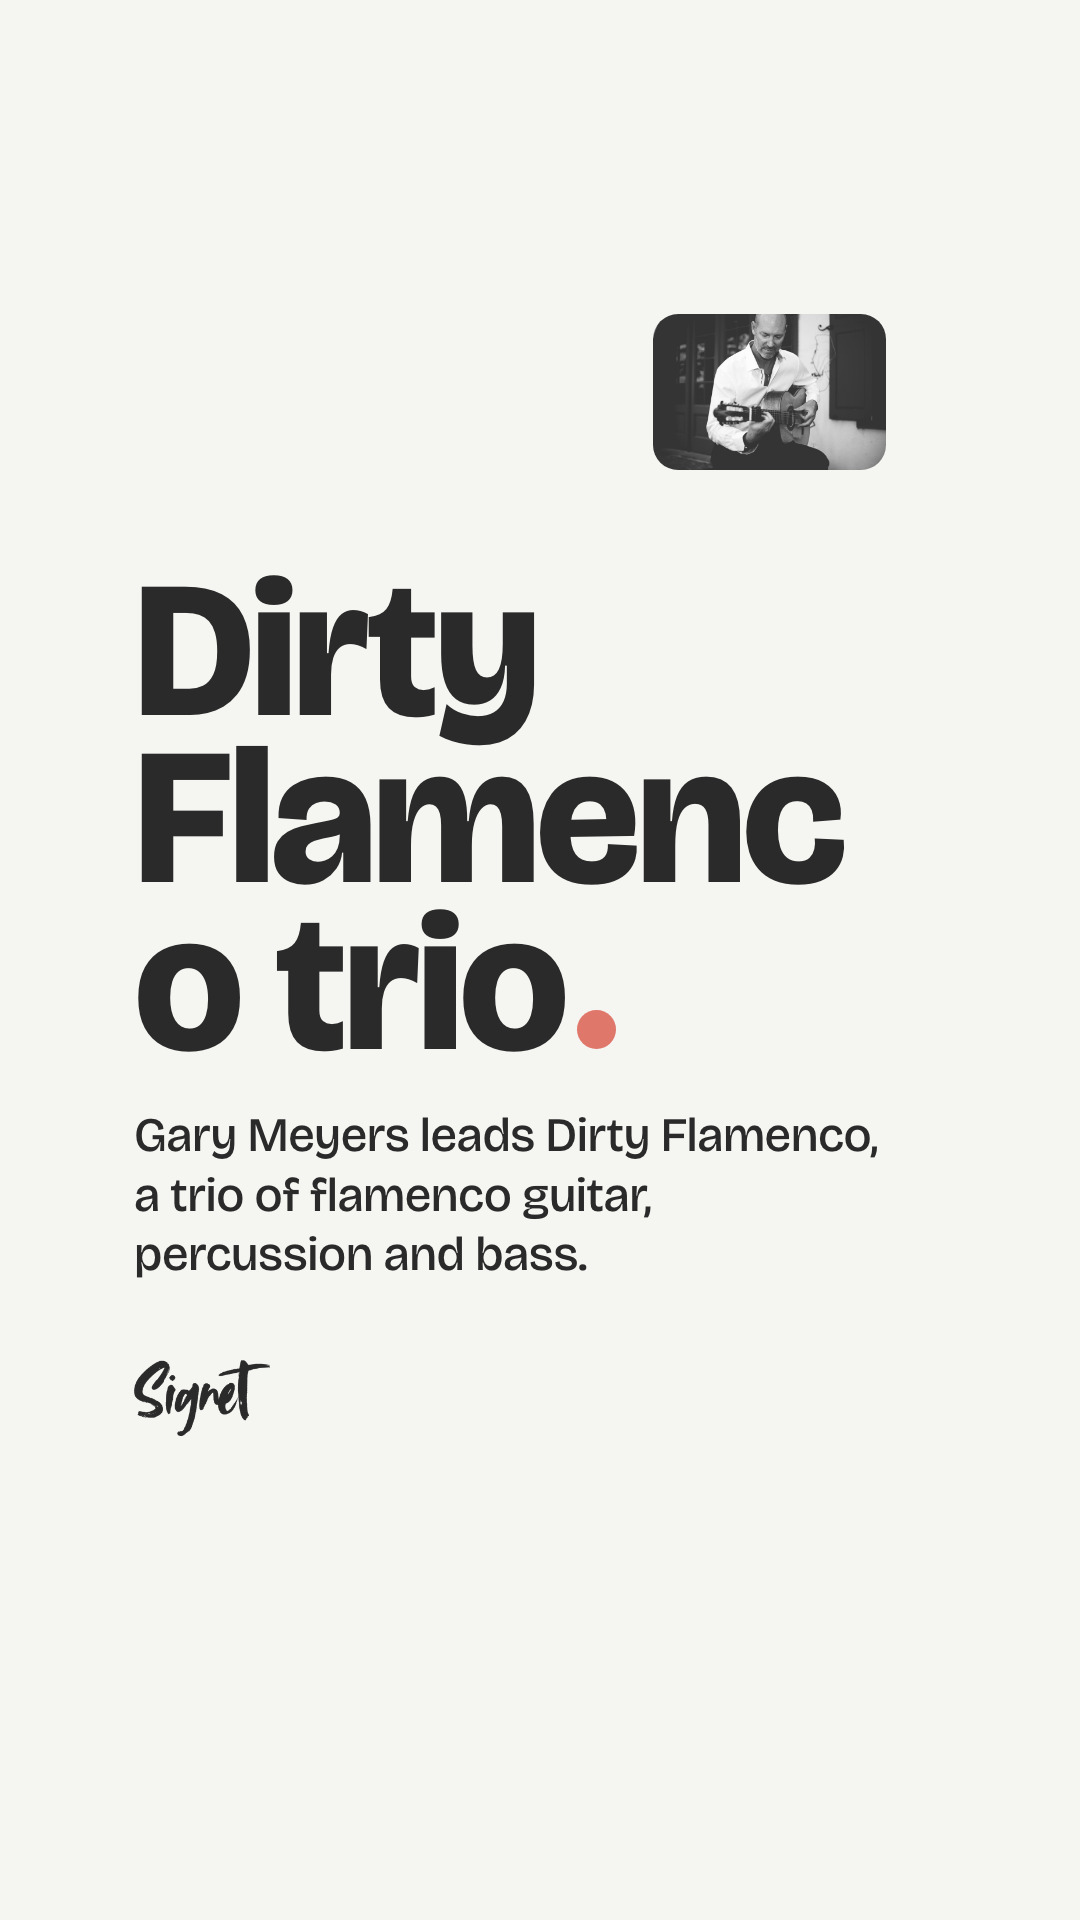 Dirty
Flamenc
o trio.
Gary Meyers leads Dirty Flamenco,
a trio of flamenco guitar,
percussion and bass.
Signet